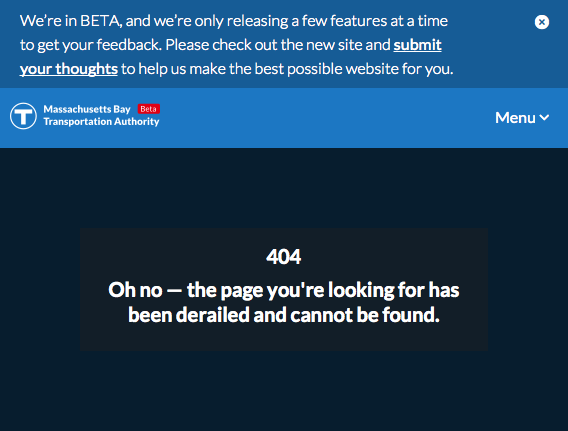 We're in BETA, and we're only releasing a few features at a time
to get your feedback. Please check out the new site and submit
your thoughts to help us make the best possible website for you.
T
Massachusetts Bay Beta
Transportation Authority
Menu
404
Oh no — the page you're looking for has
been derailed and cannot be found.